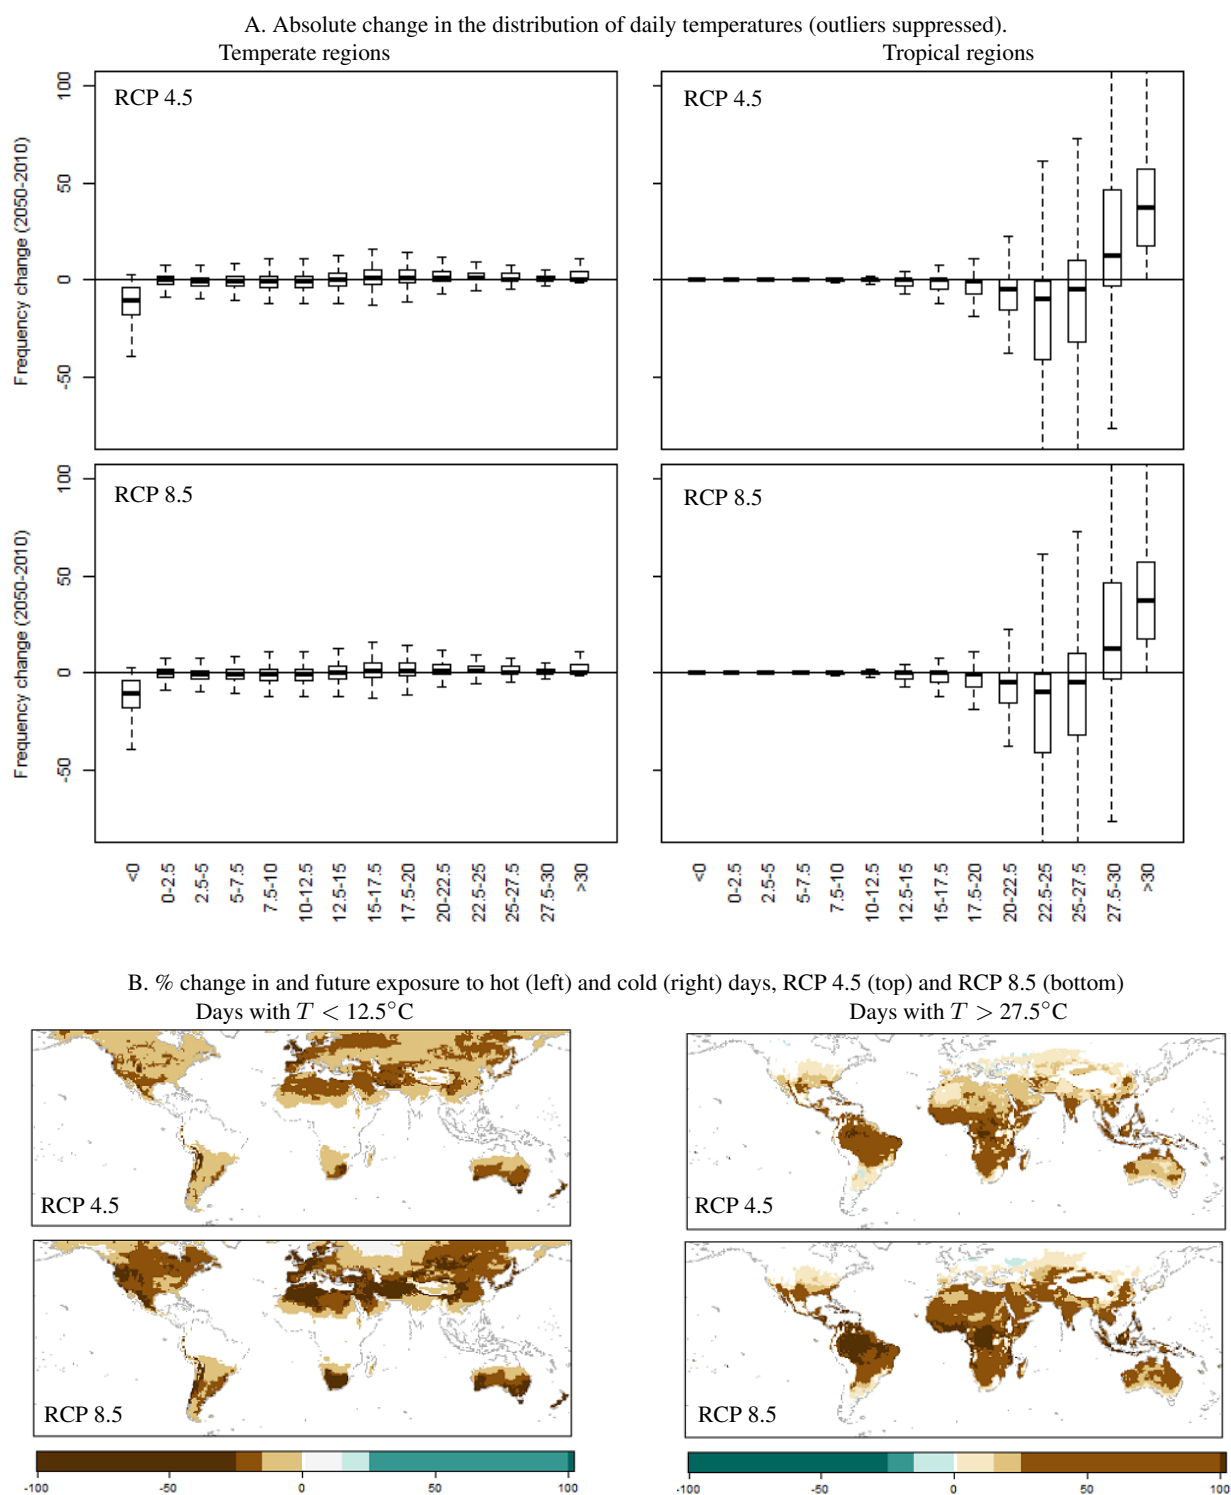 A. Absolute change in the distribution of daily temperatures (outliers suppressed).
Temperate regions
Tropical regions
RCP 4.5
RCP 4.5
Frequency change (2050-2010)
100
50
0
-50
RCP 8.5
RCP 8.5
Frequency change (2050-2010)
100
50
0
-50
<0
0-2.5
2.5-5
5-7.5
7.5-10
10-12.5
12.5-15
15-17.5
17.5-20
20-22.5
22.5-25
25-27.5
27.5-30
>30
<0
0-2.5
2.5-5
5-7.5
7.5-10
10-12.5
12.5-15
15-17.5
17.5-20
20-22.5
22.5-25
25-27.5
27.5-30
>30
B. % change in and future exposure to hot (left) and cold (right) days, RCP 4.5 (top) and RCP 8.5 (bottom)
Days with T < 12.5°C
Days with T > 27.5°C
RCP 4.5
RCP 4.5
RCP 8.5
RCP 8.5
-100 -50 0 50 100
-100 -50 0 50 100